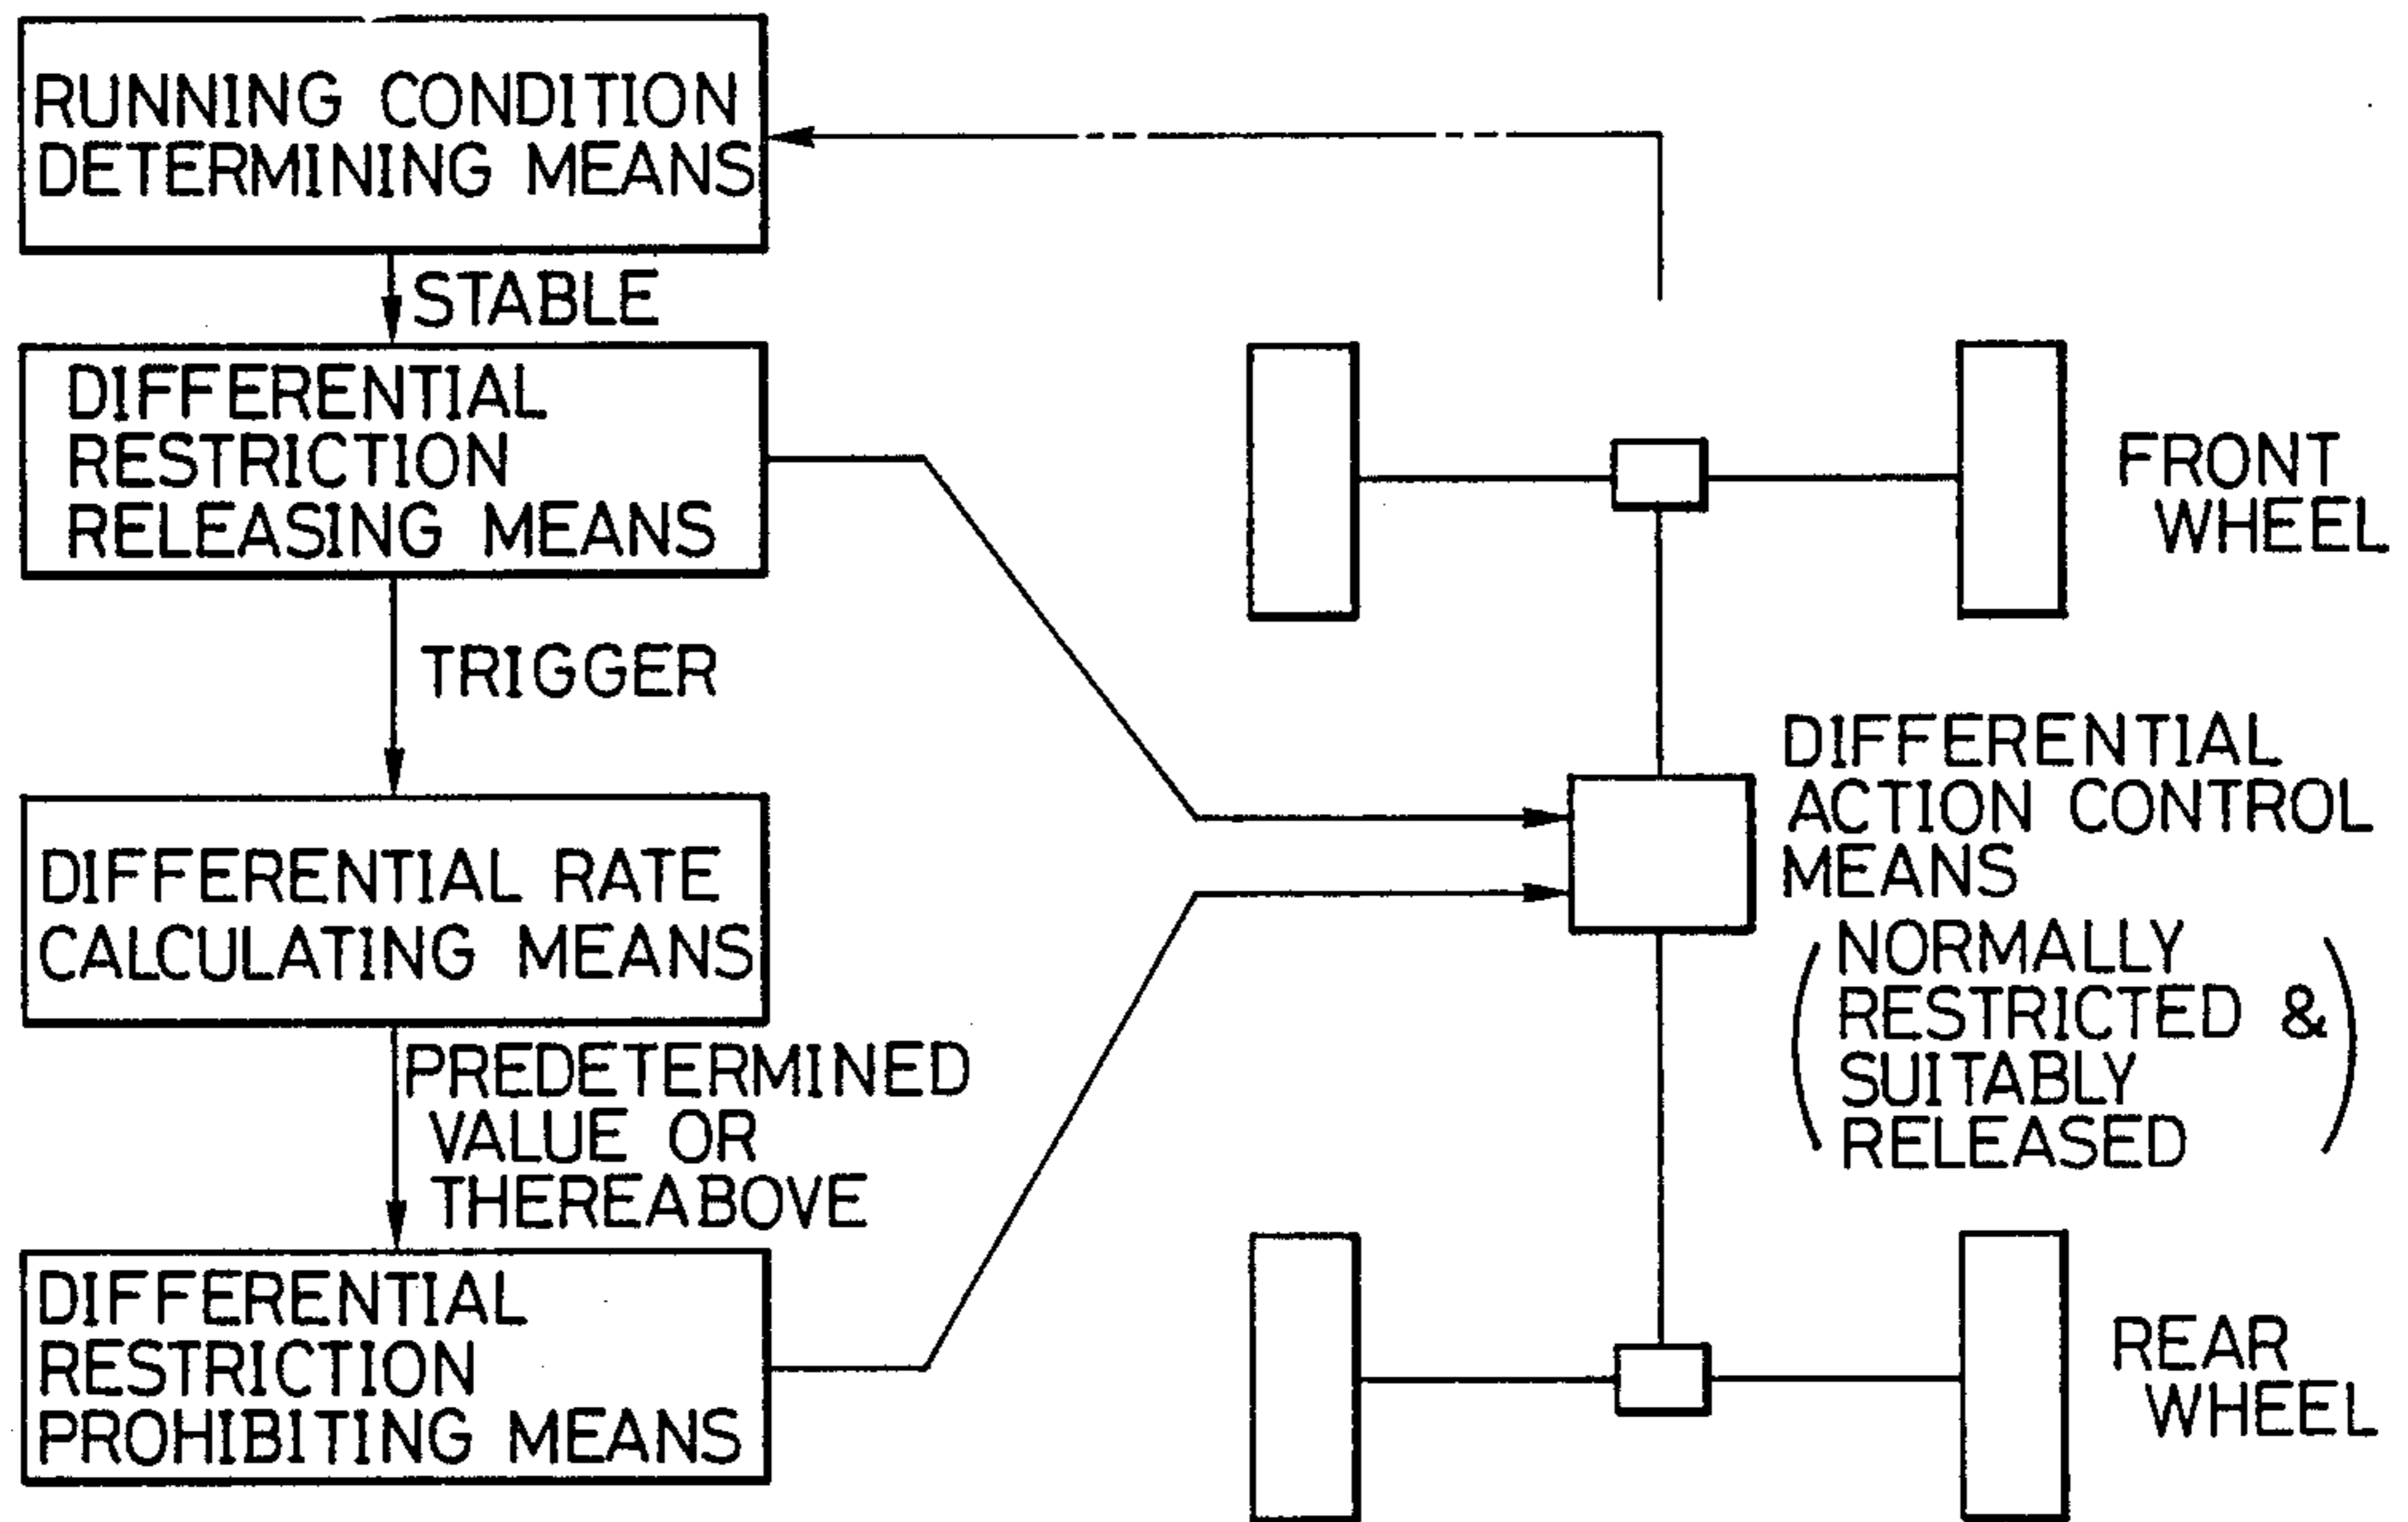 RUNNING CONDITION
DETERMINING MEANS
STABLE
DIFFERENTIAL
RESTRICTION
RELEASING MEANS
TRIGGER
DIFFERENTIAL RATE
CALCULATING MEANS
PREDETERMINED
VALUE OR
THEREABOVE
DIFFERENTIAL
RESTRICTION
PROHIBITING MEANS
FRONT
WHEEL
DIFFERENTIAL
ACTION CONTROL
MEANS
(NORMALLY
RESTRICTED &
SUITABLY
RELEASED)
REAR
WHEEL